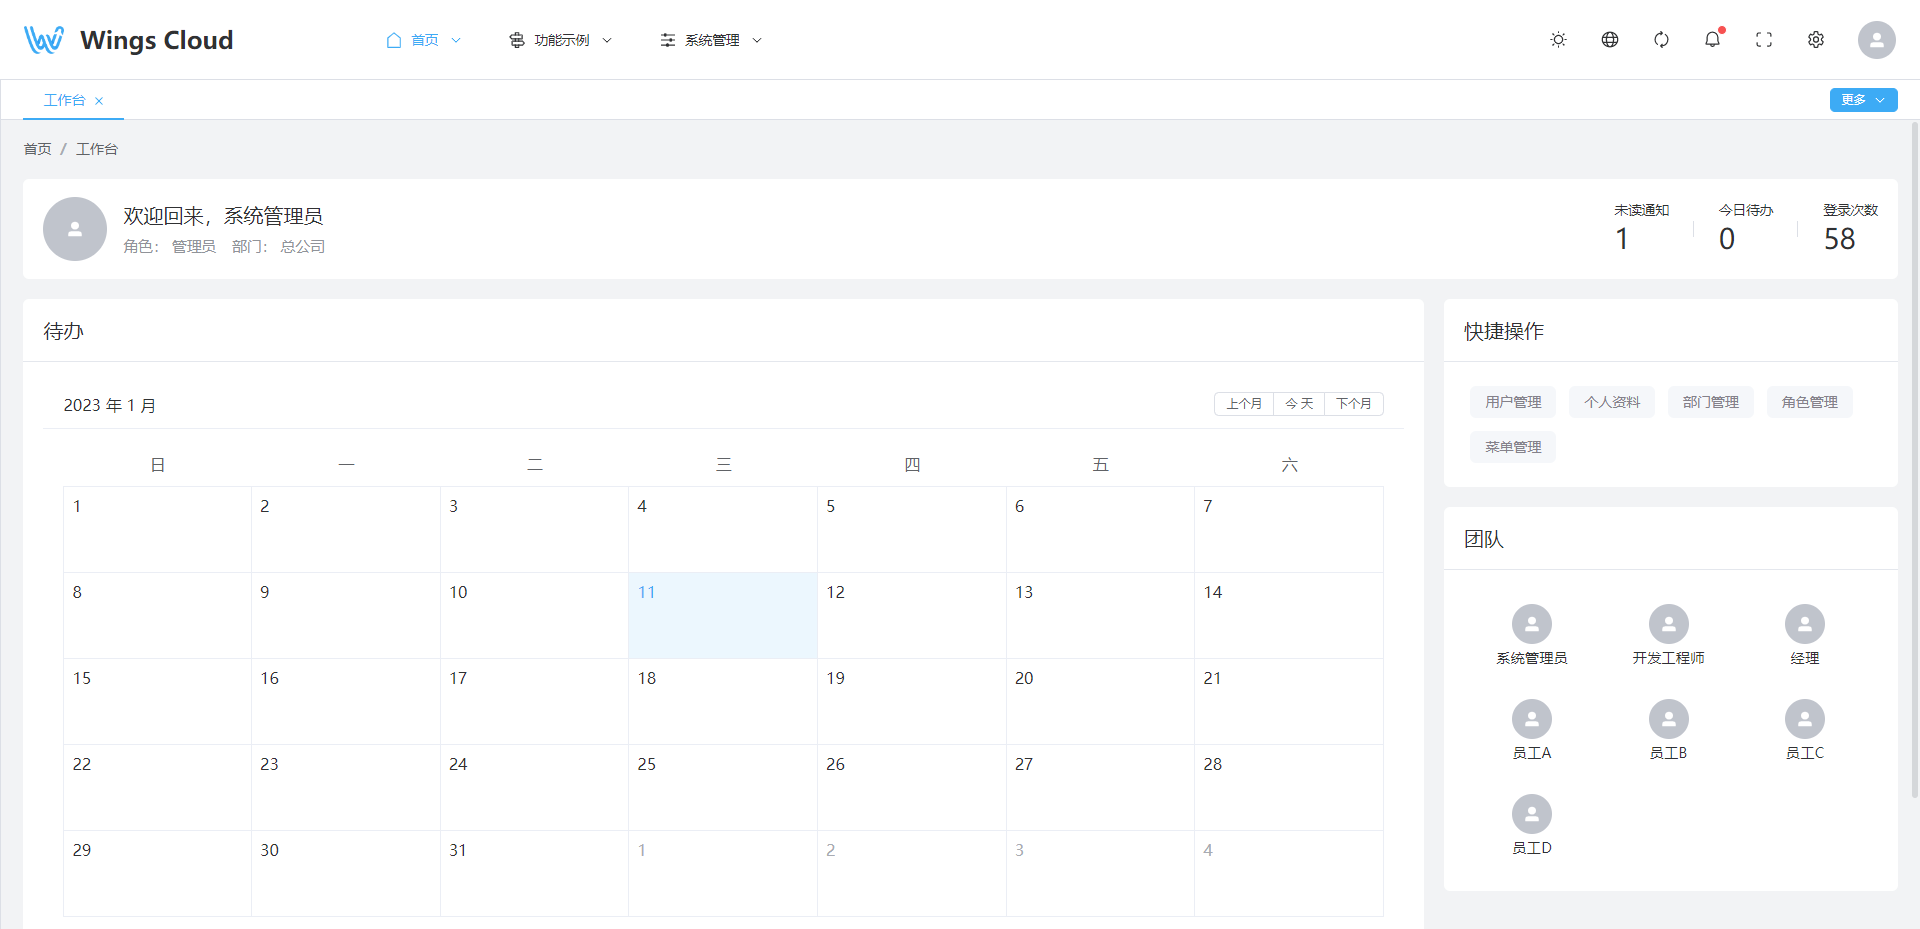 Wings Cloud
首页
功能示例
系统管理
工作台
更多
首页 / 工作台
欢迎回来，系统管理员
角色： 管理员 部门： 总公司
未读通知
1
今日待办
0
登录次数
58
待办
2023 年 1 月
上个月 今天 下个月
日 一 二 三 四 五 六
1 2 3 4 5 6 7
8 9 10 11 12 13 14
15 16 17 18 19 20 21
22 23 24 25 26 27 28
29 30 31 1 2 3 4
快捷操作
用户管理 个人资料 部门管理 角色管理
菜单管理
团队
系统管理员 开发工程师 经理
员工A 员工B 员工C
员工D